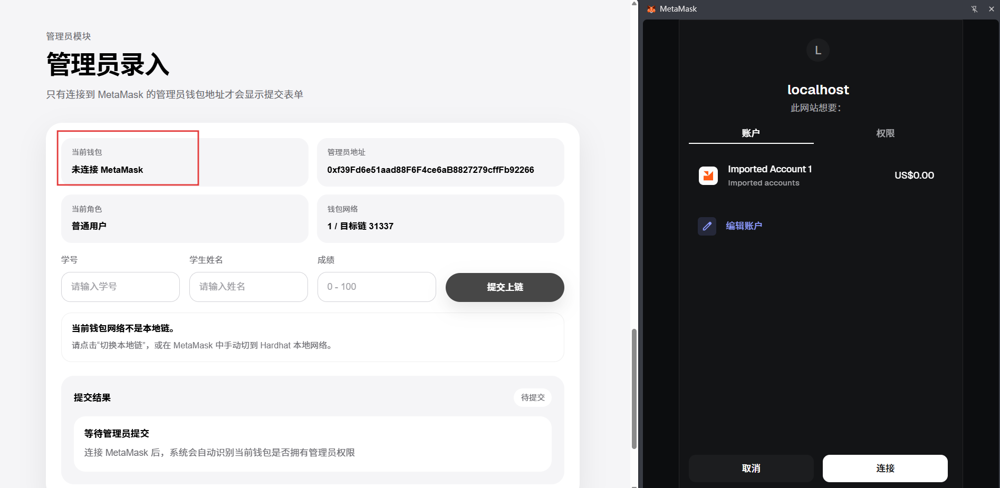 管理员模块
管理员录入
只有连接到 MetaMask 的管理员钱包地址才会显示提交表单
当前钱包
未连接 MetaMask
管理员地址
0xf39Fd6e51aad88F6F4ce6aB8827279cffFb92266
当前角色
普通用户
钱包网络
1 / 目标链 31337
学号
学生姓名
成绩
请输入学号
请输入姓名
0 - 100
提交上链
当前钱包网络不是本地链。
请点击“切换本地链”，或在 MetaMask 中手动切到 Hardhat 本地网络。
提交结果
待提交
等待管理员提交
连接 MetaMask 后，系统会自动识别当前钱包是否拥有管理员权限
MetaMask
L
localhost
此网站想要：
账户
权限
Imported Account 1
Imported accounts
US$0.00
编辑账户
取消
连接